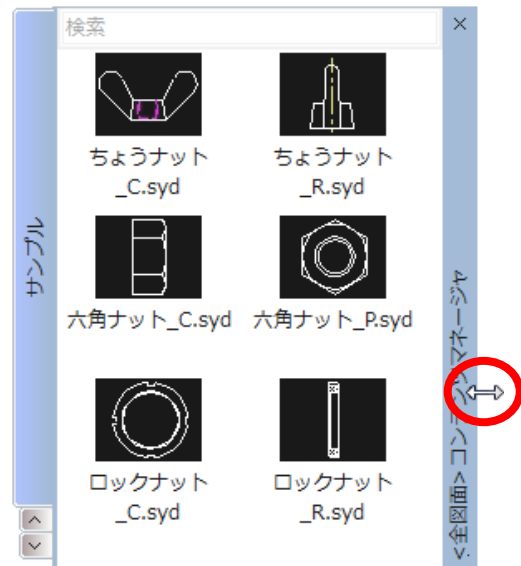 検索
×
サンプル
ちょうナット
_C.syd
ちょうナット
_R.syd
六角ナット_C.syd
六角ナット_P.syd
ロックナット
_C.syd
ロックナット
_R.syd
<全図面> コンテンツマネージャ